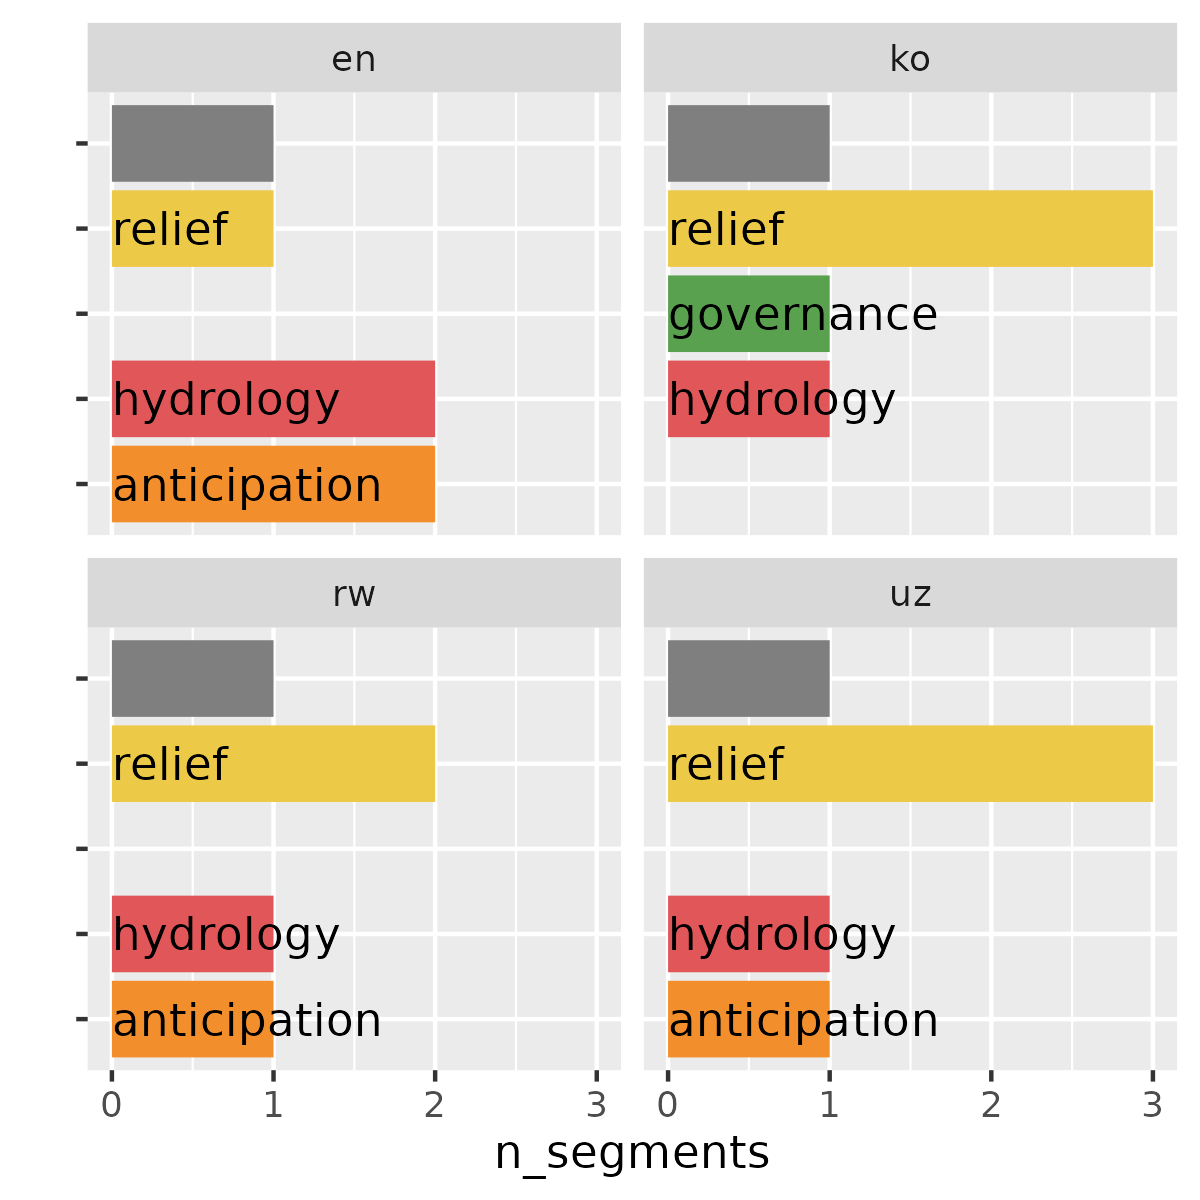 en
relief
hydrology
anticipation
ko
relief
governance
hydrology
rw
relief
hydrology
anticipation
0 1 2 3
uz
relief
hydrology
anticipation
0 1 2 3
n_segments